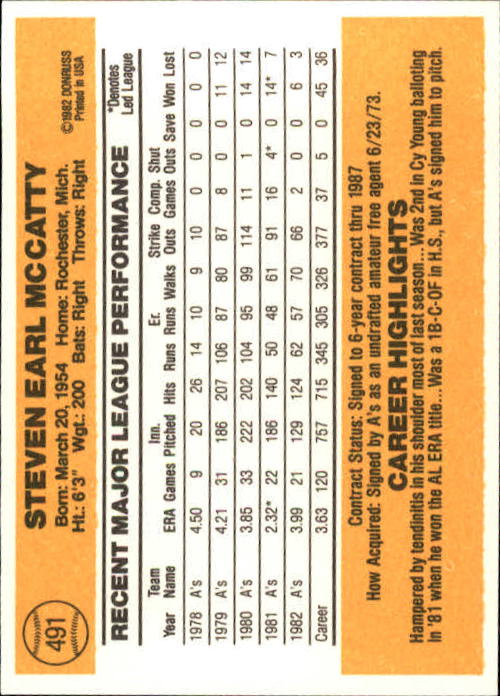 491
STEVEN EARL MCCATTY
Born: March 20, 1954 Home: Rochester, Mich.
Ht.: 6'3" Wgt.: 200 Bats: Right Throws: Right
©1982 DONRUSS
Printed in USA
RECENT MAJOR LEAGUE PERFORMANCE
*Denotes
Led League
Team Inn. Er. Strike Comp. Shut
Year Name ERA Games Pitched Hits Runs Runs Walks Outs Games Outs Save Won Lost
1978 A's 4.50 9 20 26 14 10 9 10 0 0 0 0 0
1979 A's 4.21 31 186 207 106 87 80 87 8 0 0 11 12
1980 A's 3.85 33 222 202 104 95 99 114 11 1 0 14 14
1981 A's 2.32* 22 186 140 50 48 61 91 16 4* 0 14* 7
1982 A's 3.99 21 129 124 62 57 70 66 2 0 0 6 3
Career 3.63 120 757 715 345 305 326 377 37 5 0 45 36
Contract Status: Signed to 6-year contract thru 1987
How Acquired: Signed by A's as an undrafted amateur free agent 6/23/73.
CAREER HIGHLIGHTS
Hampered by tendinitis in his shoulder most of last season... Was 2nd in Cy Young balloting
in '81 when he won the AL ERA title... Was a 1B-C-OF in H.S., but A's signed him to pitch.